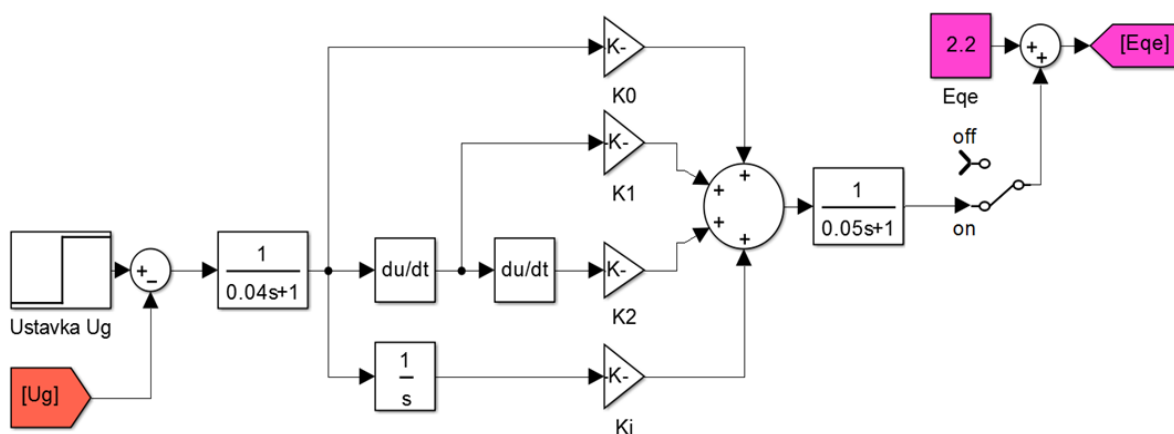 K-
K0
2.2
+
+
[Eqe]
Eqe
off
-K-
K1
+
+
+
+
1
0.05s+1
on
Ustavka Ug
+
−
1
0.04s+1
du/dt
du/dt
K-
K2
[Ug]
1
s
-K-
Ki